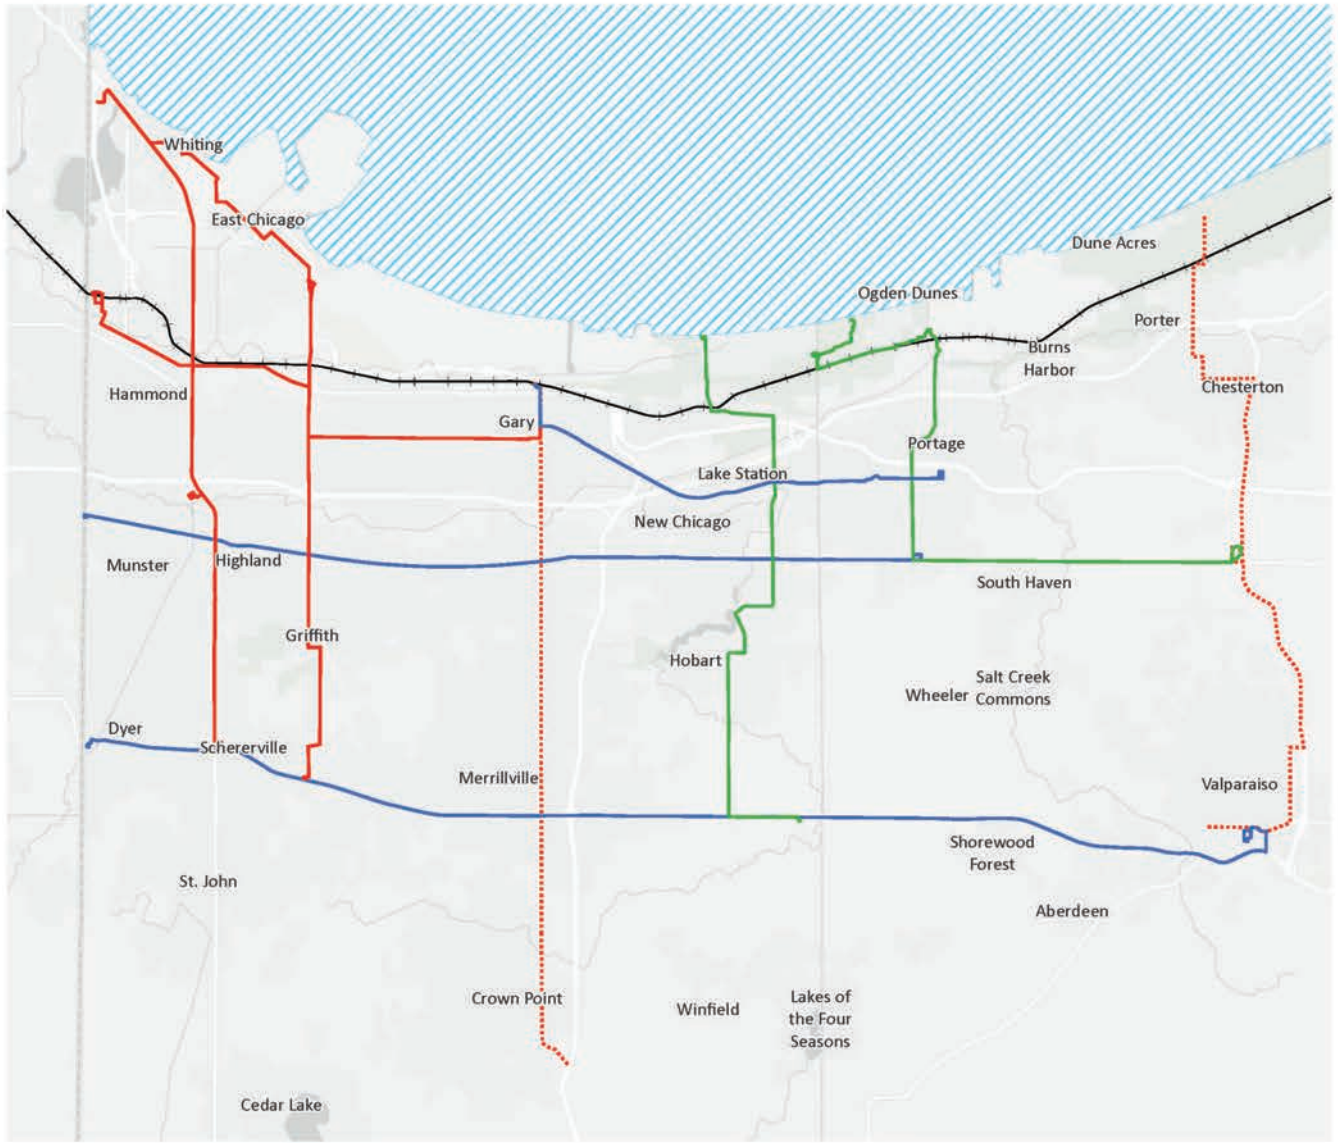 Whiting
East Chicago
Dune Acres
Ogden Dunes
Porter
Burns
Harbor
Chesterton
Hammond
Gary
Portage
Lake Station
New Chicago
Munster
Highland
South Haven
Griffith
Hobart
Wheeler
Salt Creek
Commons
Dyer
Schererville
Merrillville
Valparaiso
Shorewood
Forest
St. John
Aberdeen
Crown Point
Winfield
Lakes of
the Four
Seasons
Cedar Lake